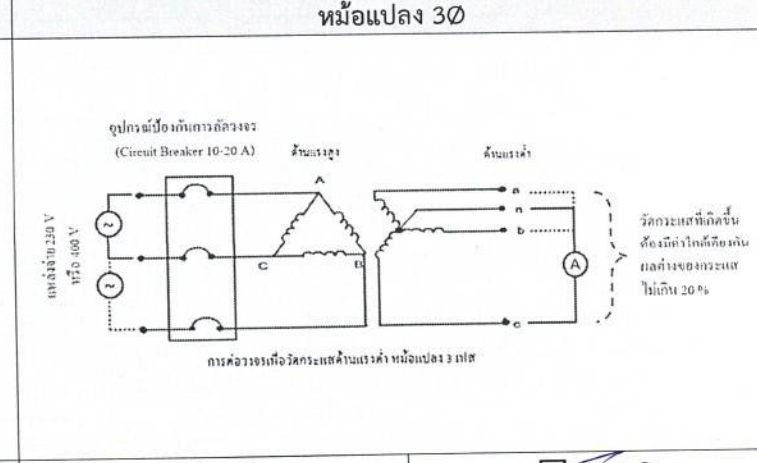 หม้อแปลง 3Ø
อุปกรณ์ป้องกันการลัดวงจร
(Circuit Breaker 10-20 A)
ด้านแรงสูง
ด้านแรงต่ำ
A
C
B
a
n
b
c
A
~
~
แหล่งจ่าย 230 V
หรือ 400 V
วัดกระแสที่เกิดขึ้น
ต้องมีค่าใกล้เคียงกัน
ผลต่างของกระแส
ไม่เกิน 20 %
การต่อวงจรเพื่อวัดกระแสด้านแรงต่ำ หม้อแปลง 3 เฟส